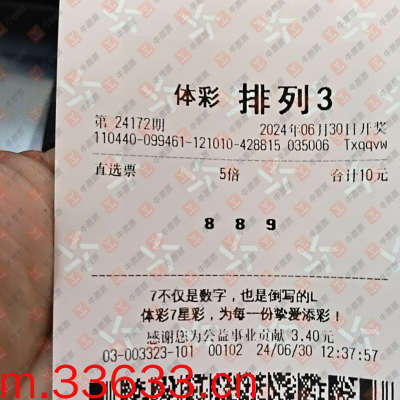 体彩 排列3
第 24172期 2024年06月30日开奖
110440-099461-121010-428815 035006 Txqqvw
直选票 5倍 合计10元
8 8 9
7不仅是数字，也是倒写的L
体彩7星彩，为每一份挚爱添彩！
感谢您为公益事业贡献 3.40元
03-003323-101 00102 24/06/30 12:37:57
m.33633.cn